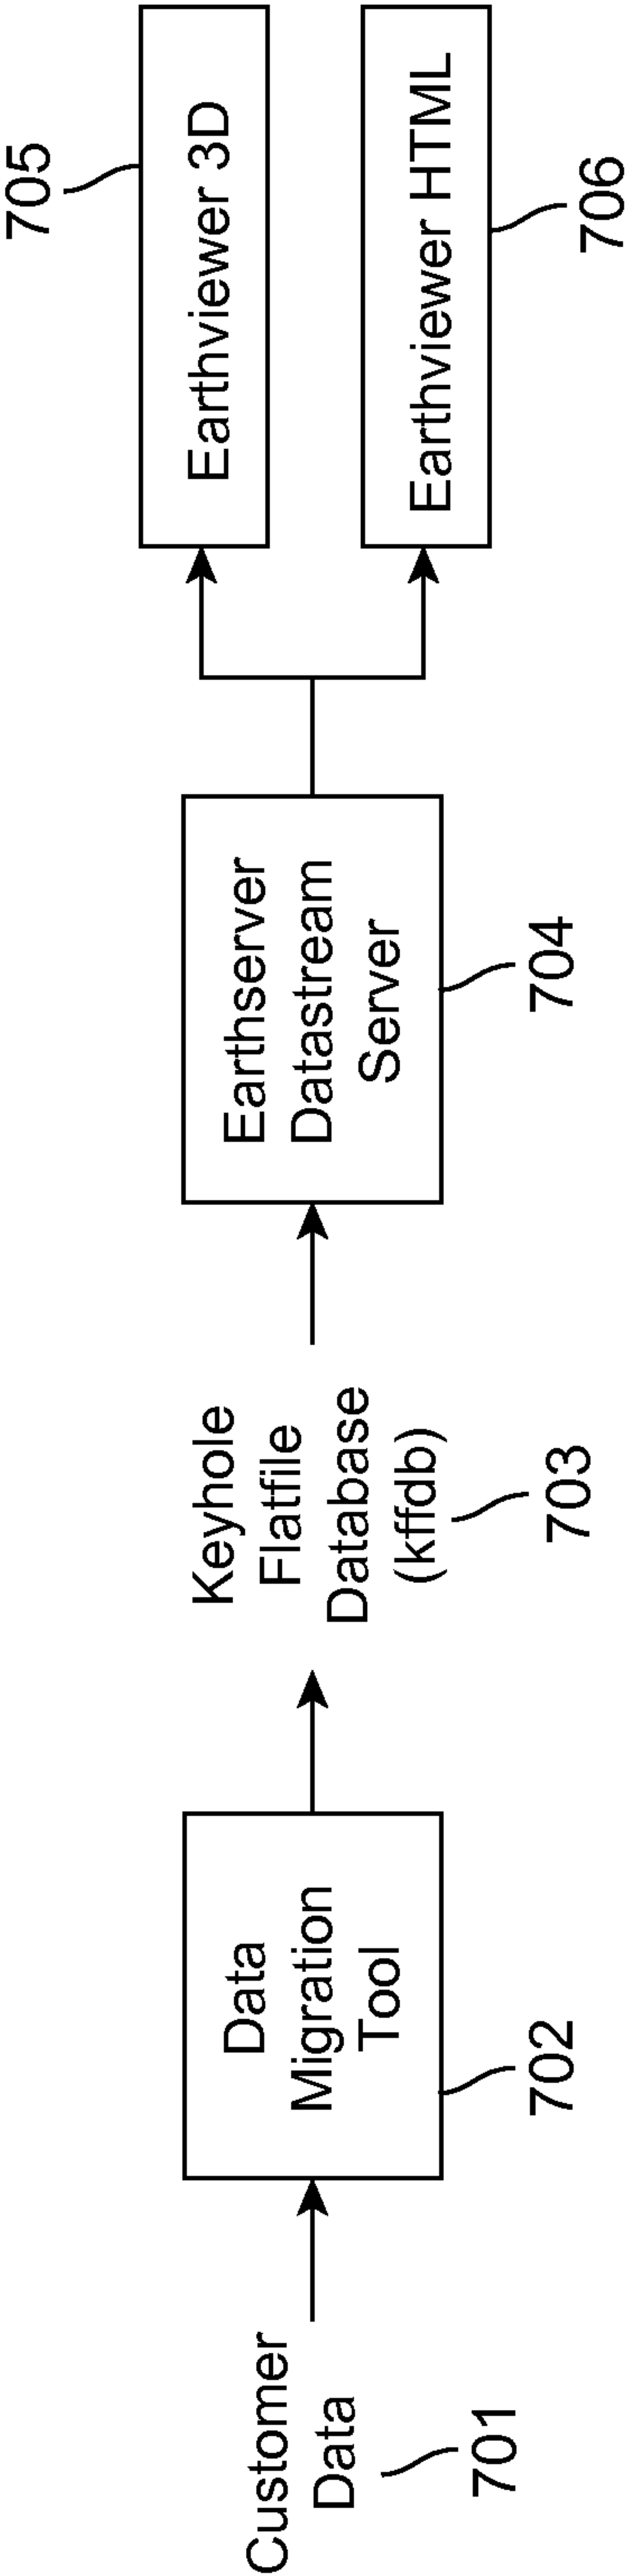 Customer
Data
701
Data
Migration
Tool
702
Keyhole
Flatfile
Database
(kffdb)
703
Earthserver
Datastream
Server
704
705
Earthviewer 3D
Earthviewer HTML
706